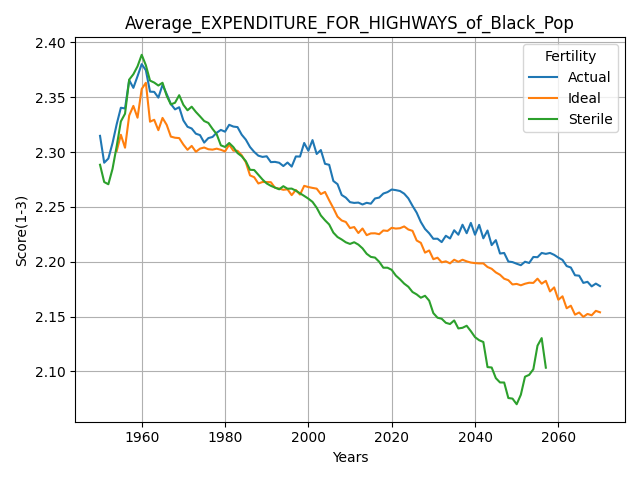 Average_EXPENDITURE_FOR_HIGHWAYS_of_Black_Pop
Fertility
Actual
Ideal
Sterile
Score(1-3)
2.40
2.35
2.30
2.25
2.20
2.15
2.10
1960 1980 2000 2020 2040 2060
Years